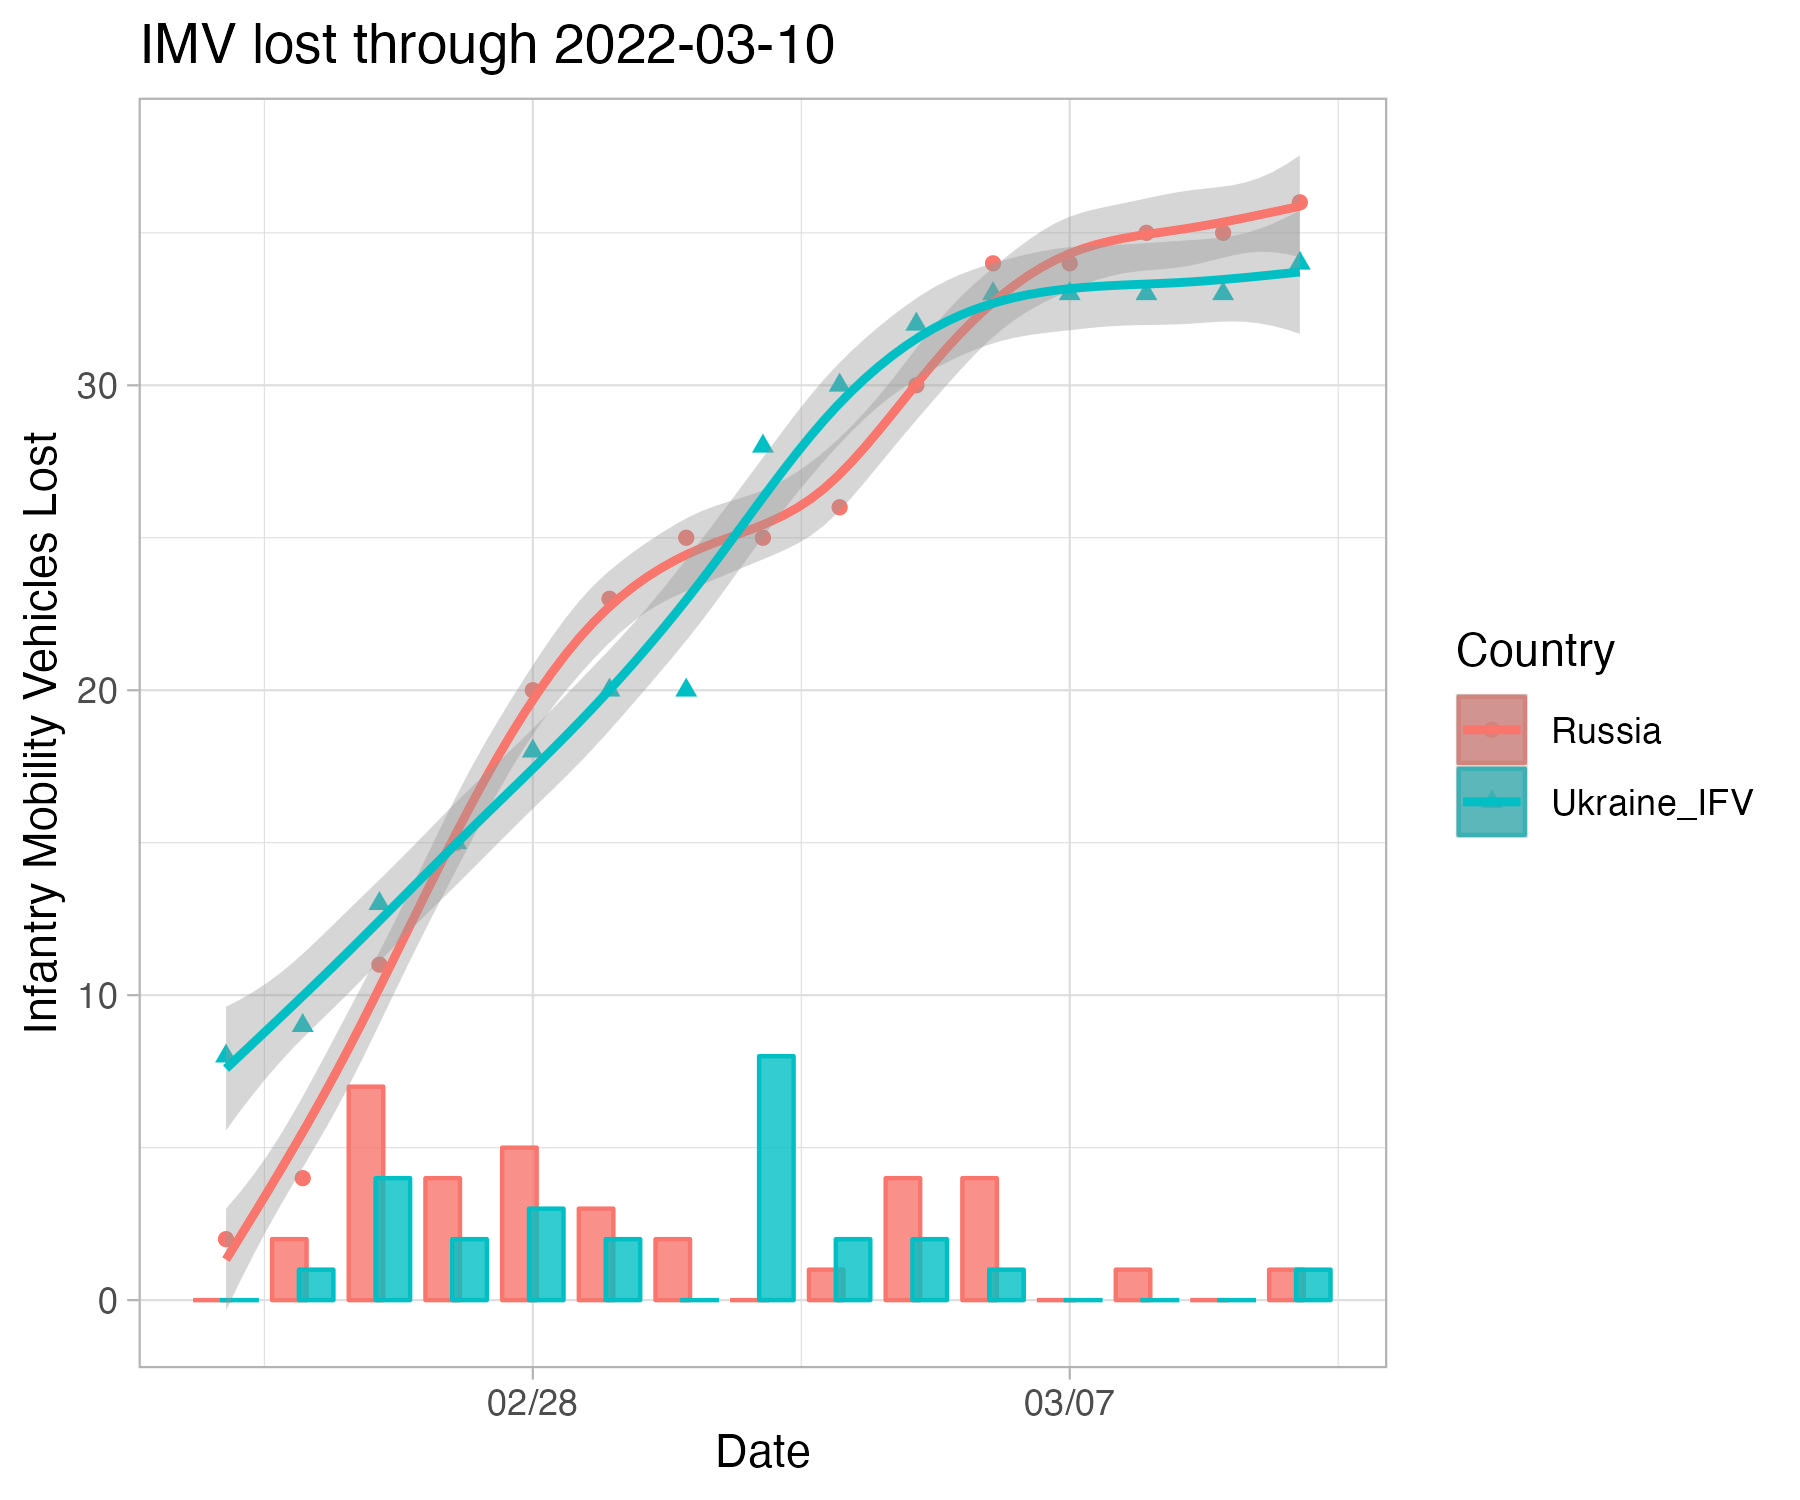 IMV lost through 2022-03-10
Infantry Mobility Vehicles Lost
30
20
10
0
02/28
03/07
Date
Country
Russia
Ukraine_IFV